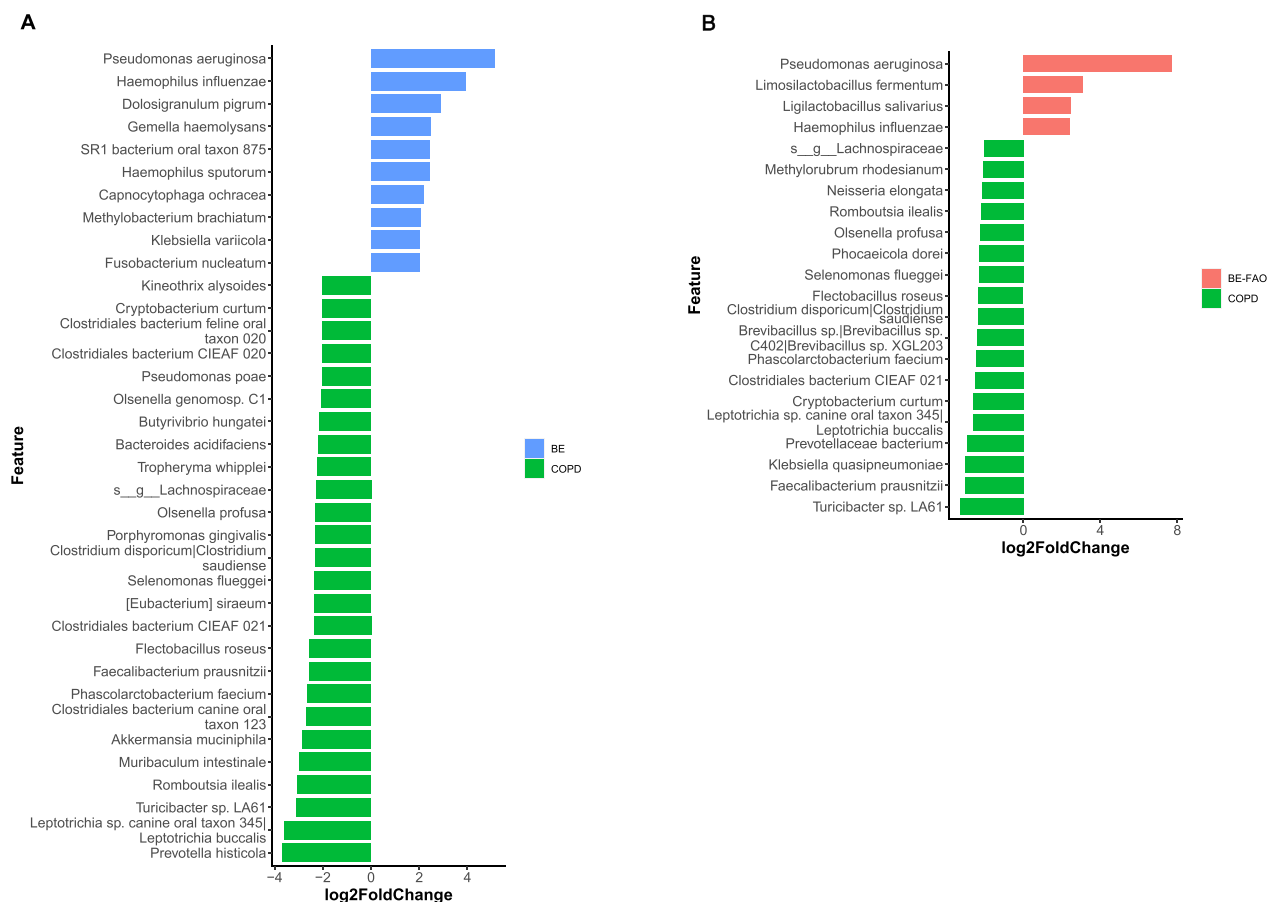 A
Pseudomonas aeruginosa
Haemophilus influenzae
Dolosigranulum pigrum
Gemella haemolysans
SR1 bacterium oral taxon 875
Haemophilus sputorum
Capnocytophaga ochracea
Methylobacterium brachiatum
Klebsiella variicola
Fusobacterium nucleatum
Kineothrix alysoides
Cryptobacterium curtum
Clostridiales bacterium feline oral
taxon 020
Clostridiales bacterium CIEAF 020
Pseudomonas poae
Olsenella genomosp. C1
Butyrivibrio hungatei
Bacteroides acidifaciens
Tropheryma whipplei
s__g__Lachnospiraceae
Olsenella profusa
Porphyromonas gingivalis
Clostridium disporicum|Clostridium
saudiense
Selenomonas flueggei
[Eubacterium] siraeum
Clostridiales bacterium CIEAF 021
Flectobacillus roseus
Faecalibacterium prausnitzii
Phascolarctobacterium faecium
Clostridiales bacterium canine oral
taxon 123
Akkermansia muciniphila
Muribaculum intestinale
Romboutsia ilealis
Turicibacter sp. LA61
Leptotrichia sp. canine oral taxon 345|
Leptotrichia buccalis
Prevotella histicola
Feature
−4 −2 0 2 4
log2FoldChange
BE
COPD
B
Pseudomonas aeruginosa
Limosilactobacillus fermentum
Ligilactobacillus salivarius
Haemophilus influenzae
s__g__Lachnospiraceae
Methylorubrum rhodesianum
Neisseria elongata
Romboutsia ilealis
Olsenella profusa
Phocaeicola dorei
Selenomonas flueggei
Flectobacillus roseus
Clostridium disporicum|Clostridium
saudiense
Brevibacillus sp.|Brevibacillus sp.
C402|Brevibacillus sp. XGL203
Phascolarctobacterium faecium
Clostridiales bacterium CIEAF 021
Cryptobacterium curtum
Leptotrichia sp. canine oral taxon 345|
Leptotrichia buccalis
Prevotellaceae bacterium
Klebsiella quasipneumoniae
Faecalibacterium prausnitzii
Turicibacter sp. LA61
Feature
0 4 8
log2FoldChange
BE-FAO
COPD